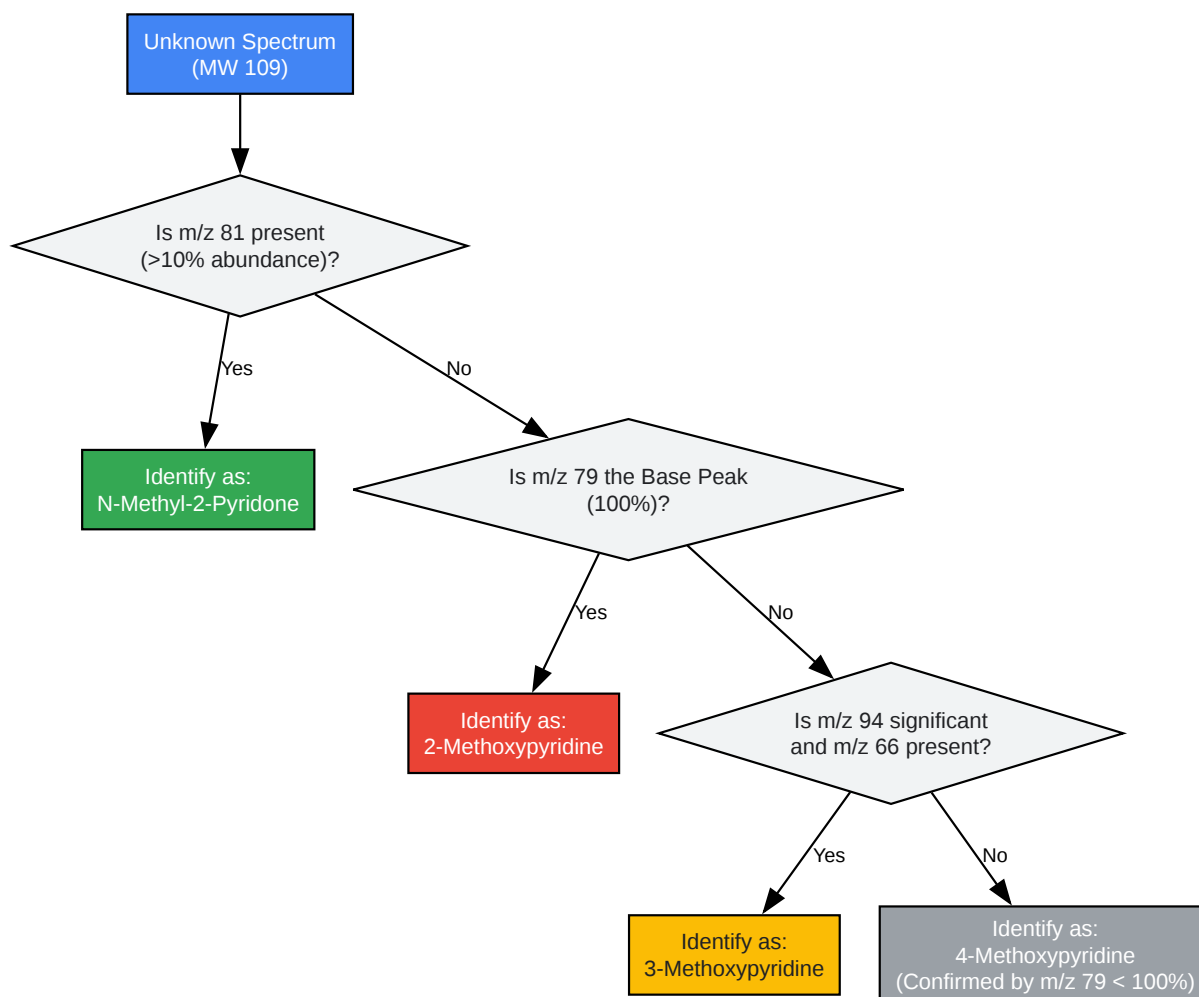 Unknown Spectrum
(MW 109)
Is m/z 81 present
(>10% abundance)?
Yes
No
Identify as:
N-Methyl-2-Pyridone
Is m/z 79 the Base Peak
(100%)?
Yes
No
Identify as:
2-Methoxypyridine
Is m/z 94 significant
and m/z 66 present?
Yes
No
Identify as:
3-Methoxypyridine
Identify as:
4-Methoxypyridine
(Confirmed by m/z 79 < 100%)